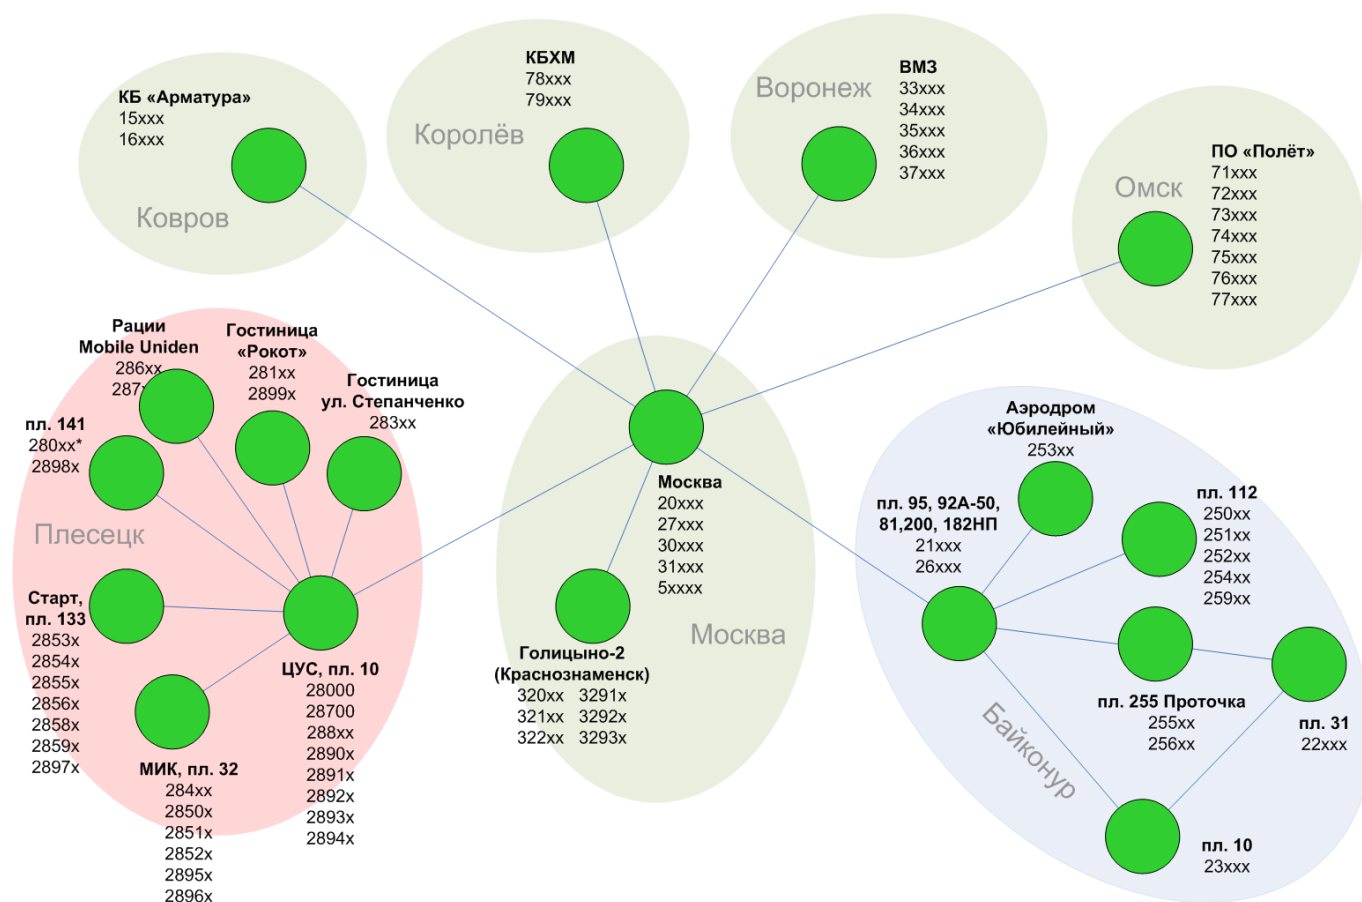 КБ «Арматура»
15xxx
16xxx
Ковров
КБХМ
78xxx
79xxx
Королёв
Воронеж
ВМЗ
33xxx
34xxx
35xxx
36xxx
37xxx
ПО «Полёт»
71xxx
72xxx
73xxx
74xxx
75xxx
76xxx
77xxx
Омск
Рации
Mobile Uniden
286xx
287
Гостиница
«Рокот»
281xx
2899x
Гостиница
ул. Степанченко
283xx
пл. 141
280xx*
2898x
Плесецк
Старт,
пл. 133
2853x
2854x
2855x
2856x
2858x
2859x
2897x
МИК, пл. 32
284xx
2850x
2851x
2852x
2895x
2896x
ЦУС, пл. 10
28000
28700
288xx
2890x
2891x
2892x
2893x
2894x
Москва
20xxx
27xxx
30xxx
31xxx
5xxxx
Москва
Голицыно-2
(Краснознаменск)
320xx 3291x
321xx 3292x
322xx 3293x
Аэродром
«Юбилейный»
253xx
пл. 95, 92А-50,
81,200, 182НП
21xxx
26xxx
пл. 112
250xx
251xx
252xx
254xx
259xx
пл. 255 Проточка
255xx
256xx
пл. 31
22xxx
Байконур
пл. 10
23xxx